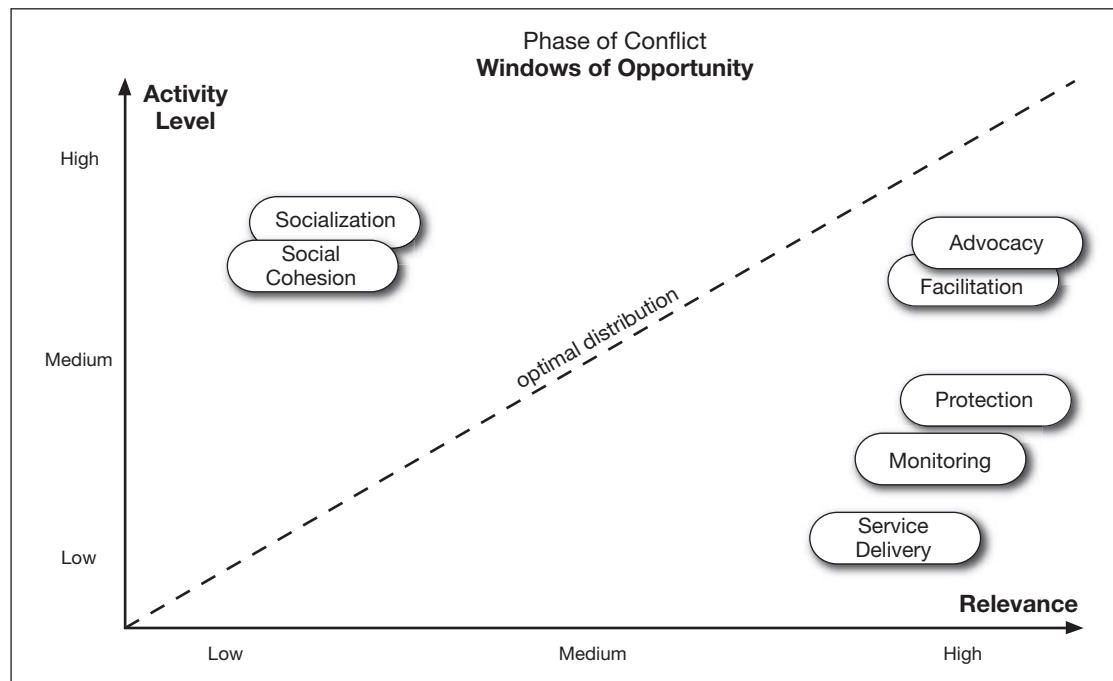 Phase of Conflict
Windows of Opportunity
Activity
Level
High
Socialization
Social
Cohesion
Advocacy
Facilitation
optimal distribution
Medium
Protection
Monitoring
Service
Delivery
Low
Relevance
Low
Medium
High